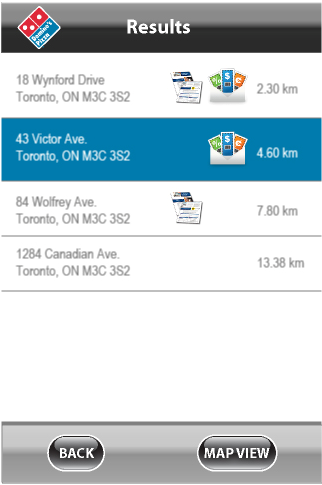 Domino's
Pizza
Results
18 Wynford Drive
Toronto, ON M3C 3S2
% $ €
2.30 km
43 Victor Ave.
Toronto, ON M3C 3S2
% $ €
4.60 km
84 Wolfrey Ave.
Toronto, ON M3C 3S2
7.80 km
1284 Canadian Ave.
Toronto, ON M3C 3S2
13.38 km
BACK
MAP VIEW